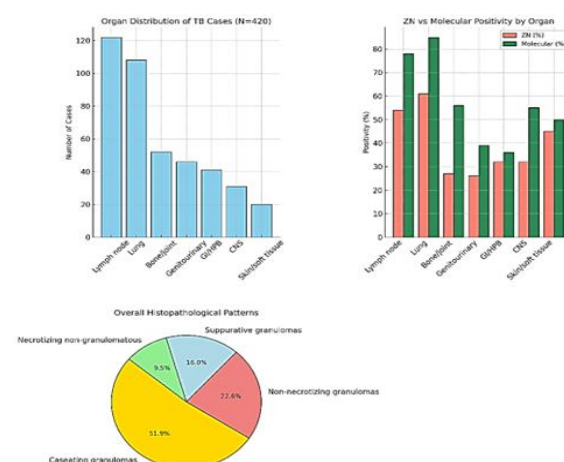 Organ Distribution of TB Cases (N=420)
Number of Cases
120
100
80
60
40
20
0
Lymph node
Lung
Bone/joint
Genitourinary
GI/HPB
CNS
Skin/soft tissue
ZN vs Molecular Positivity by Organ
ZN (%)
Molecular (%)
Positivity (%)
80
70
60
50
40
30
20
10
0
Lymph node
Lung
Bone/joint
Genitourinary
GI/HPB
CNS
Skin/soft tissue
Overall Histopathological Patterns
Suppurative granulomas
Necrotizing non-granulomatous
16.0%
9.5%
22.6%
Non-necrotizing granulomas
51.9%
Caseating granulomas